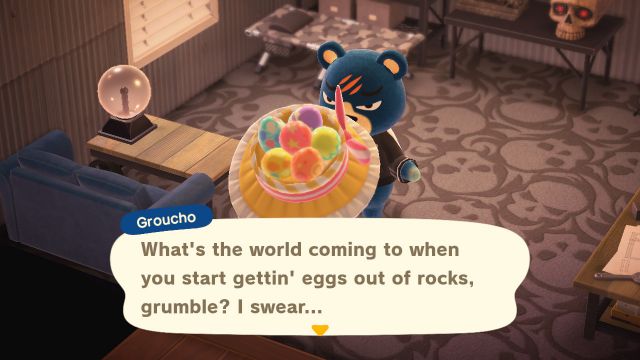 Groucho
What's the world coming to when
you start gettin' eggs out of rocks,
grumble? I swear...